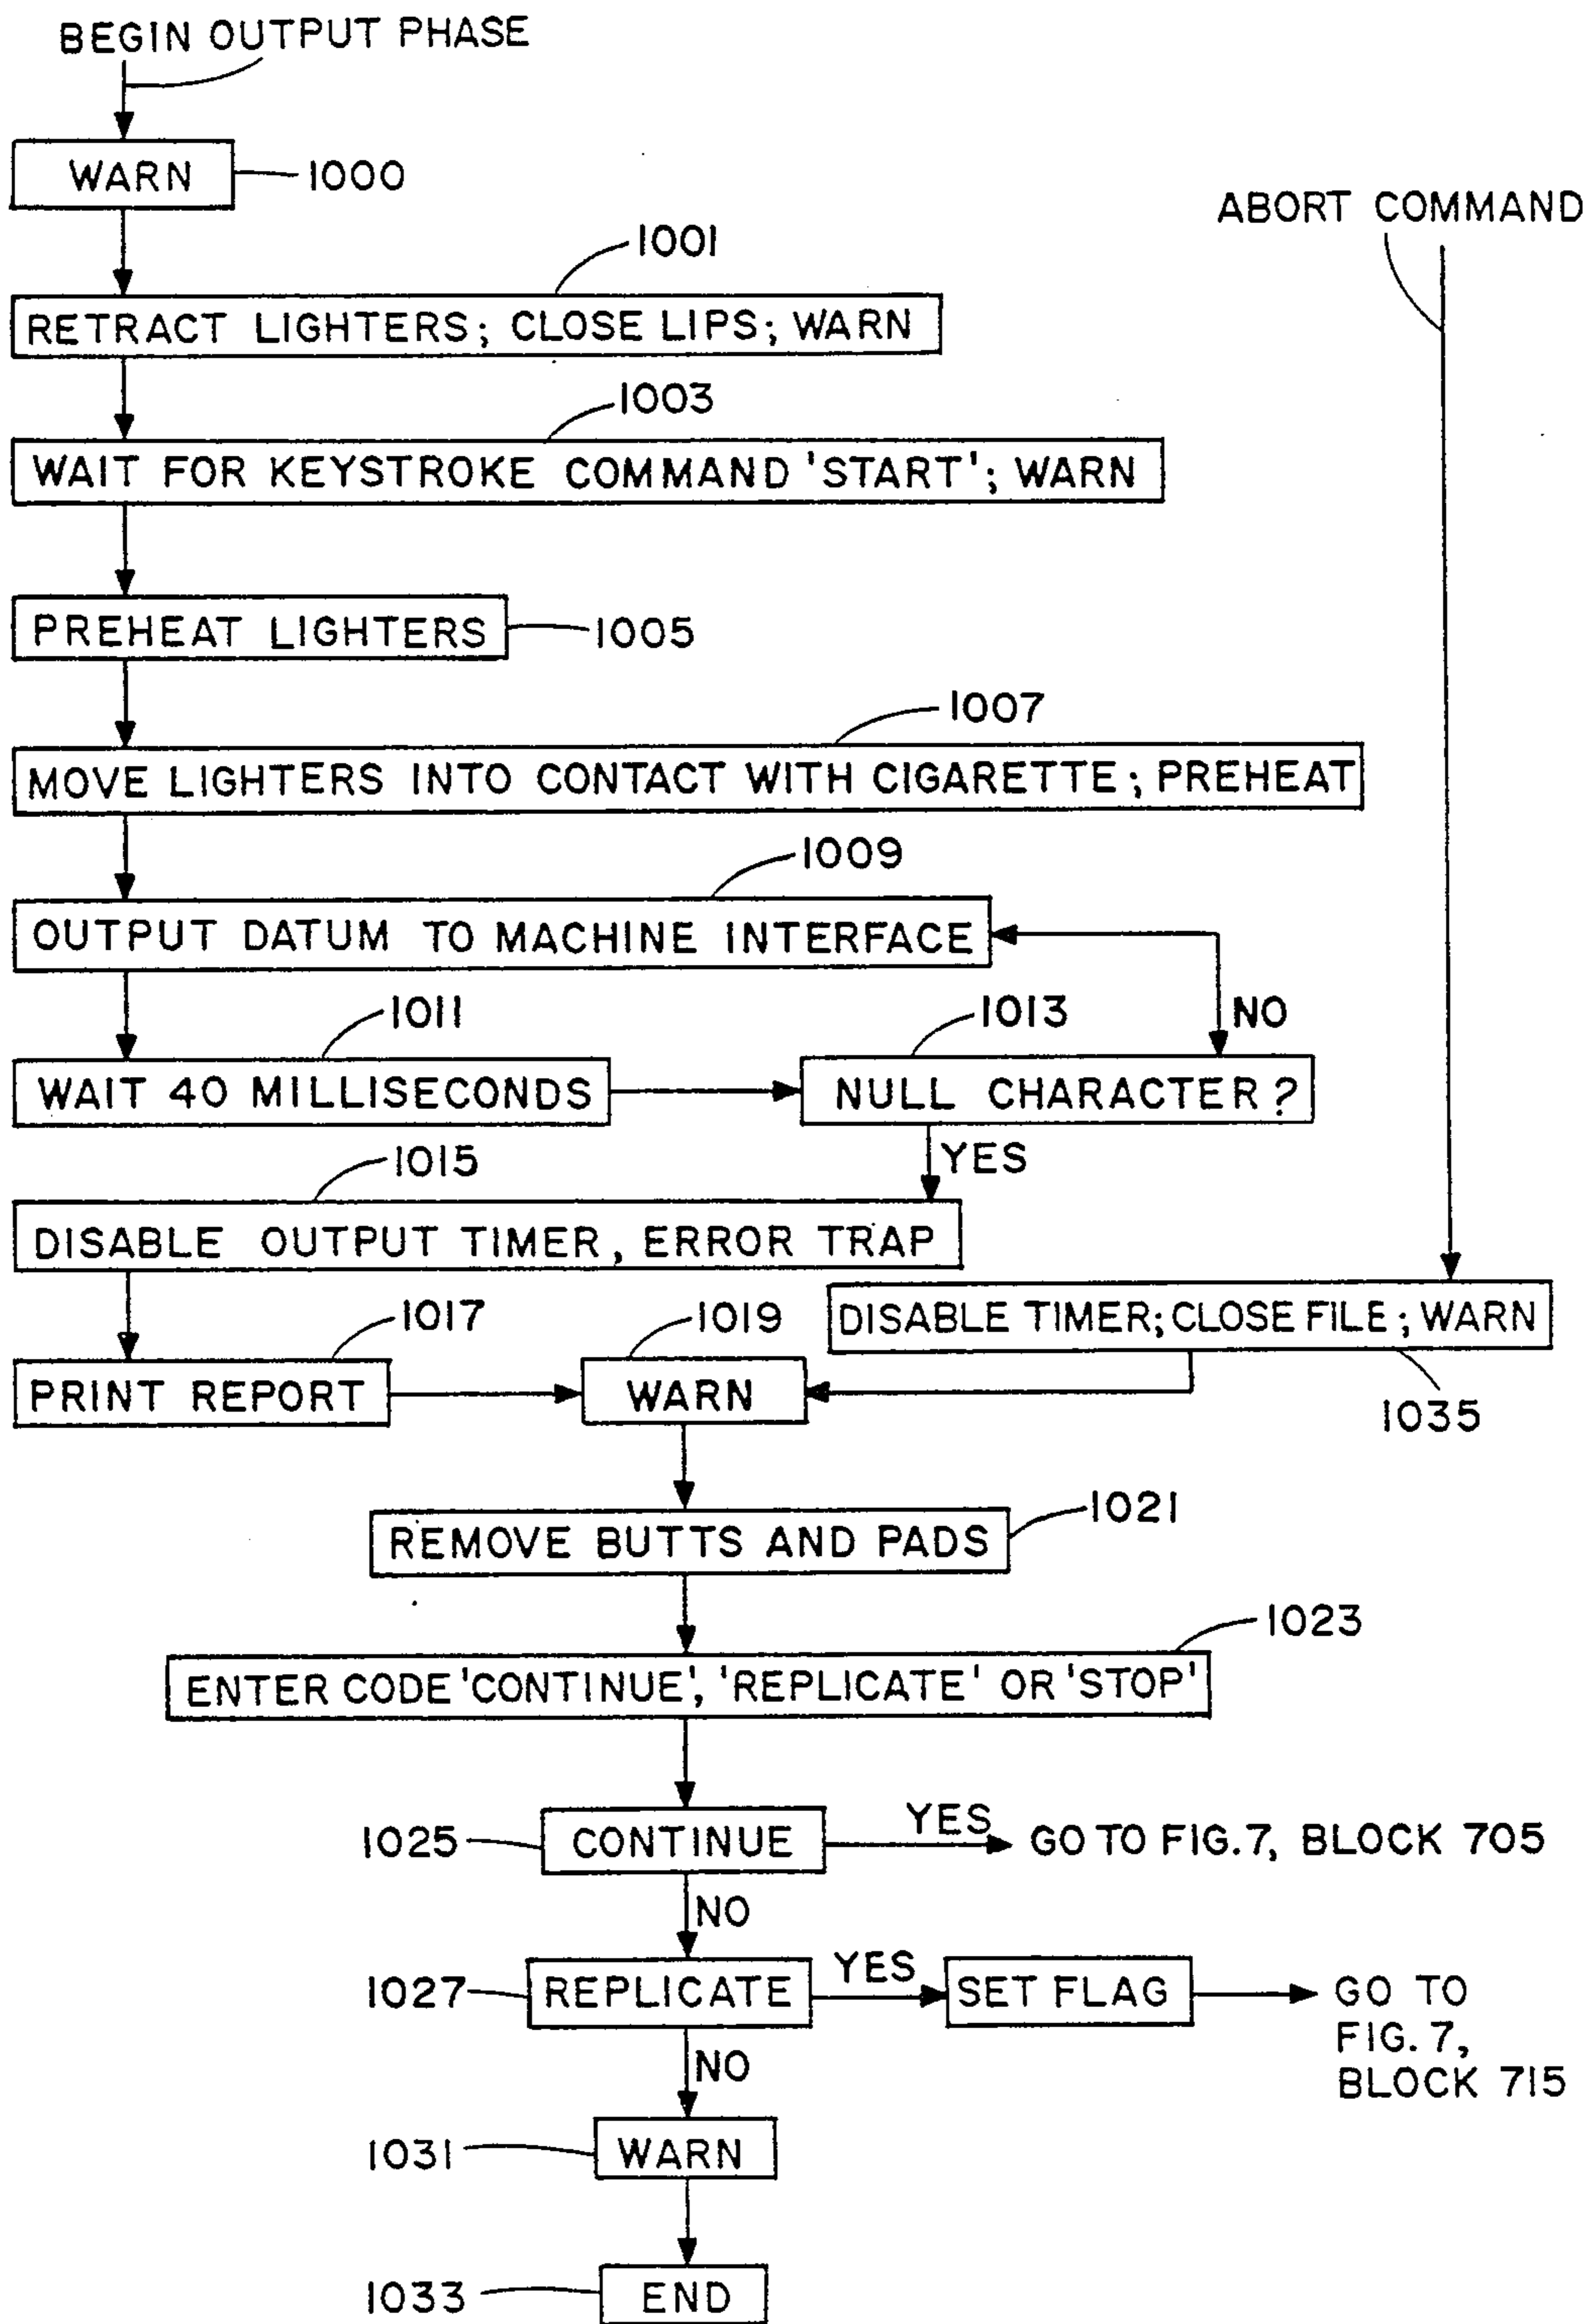 BEGIN OUTPUT PHASE
WARN
1000
ABORT COMMAND
1001
RETRACT LIGHTERS; CLOSE LIPS; WARN
1003
WAIT FOR KEYSTROKE COMMAND 'START'; WARN
PREHEAT LIGHTERS
1005
1007
MOVE LIGHTERS INTO CONTACT WITH CIGARETTE; PREHEAT
1009
OUTPUT DATUM TO MACHINE INTERFACE
1011
1013
NO
WAIT 40 MILLISECONDS
NULL CHARACTER?
YES
1015
DISABLE OUTPUT TIMER, ERROR TRAP
1017
1019
DISABLE TIMER; CLOSE FILE; WARN
PRINT REPORT
WARN
1035
1021
REMOVE BUTTS AND PADS
1023
ENTER CODE 'CONTINUE', 'REPLICATE' OR 'STOP'
1025
CONTINUE
YES
GO TO FIG. 7, BLOCK 705
NO
1027
REPLICATE
YES
SET FLAG
GO TO
FIG. 7,
BLOCK 715
NO
1031
WARN
1033
END